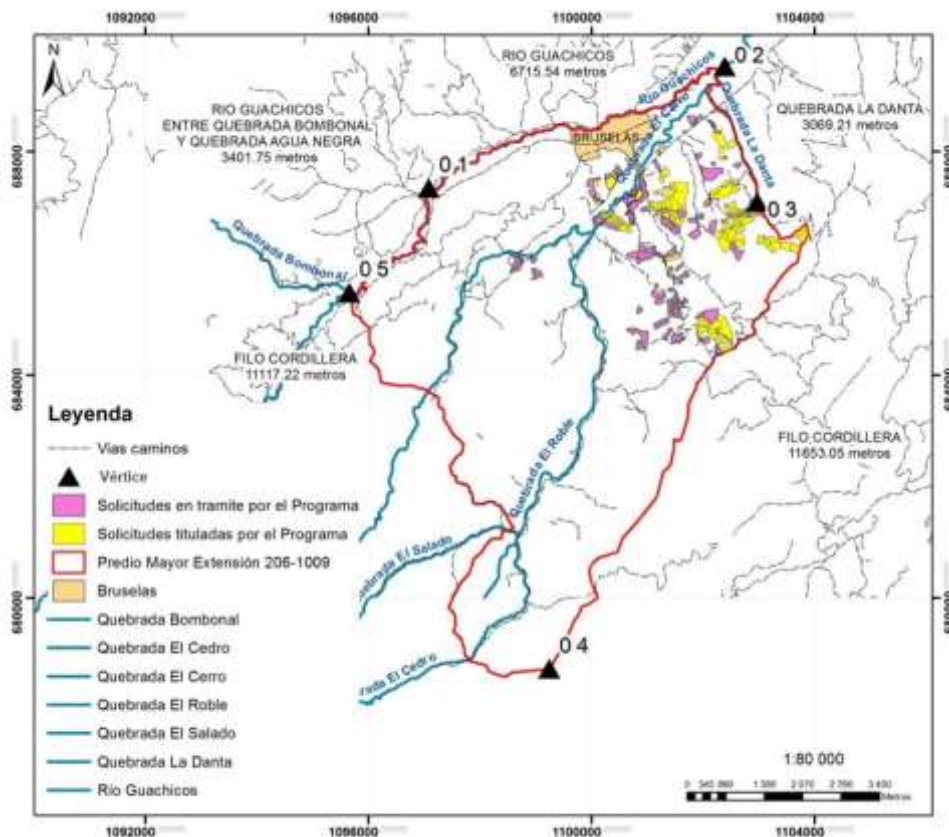 1092000
1096000
1100000
1104000
N
RIO GUACHICOS
6715.54 metros
0 2
Rio Guachicos
RIO GUACHICOS
ENTRE QUEBRADA BOMBONAL
Y QUEBRADA AGUA NEGRA
3401.75 metros
QUEBRADA LA DANTA
3069.21 metros
Quebrada La Danta
BRUSELAS
688000
688000
0 1
0 3
Quebrada Bombonal
0 5
FILO CORDILLERA
11117.22 metros
684000
684000
FILO CORDILLERA
11653.05 metros
Quebrada El Roble
Quebrada El Salado
680000
680000
0 4
rada El Cedro
Leyenda
Vias caminos
Vértice
Solicitudes en tramite por el Programa
Solicitudes tituladas por el Programa
Predio Mayor Extensión 206-1009
Bruselas
Quebrada Bombonal
Quebrada El Cedro
Quebrada El Cerro
Quebrada El Roble
Quebrada El Salado
Quebrada La Danta
Río Guachicos
1:80 000
Metros
1092000
1096000
1100000
1104000